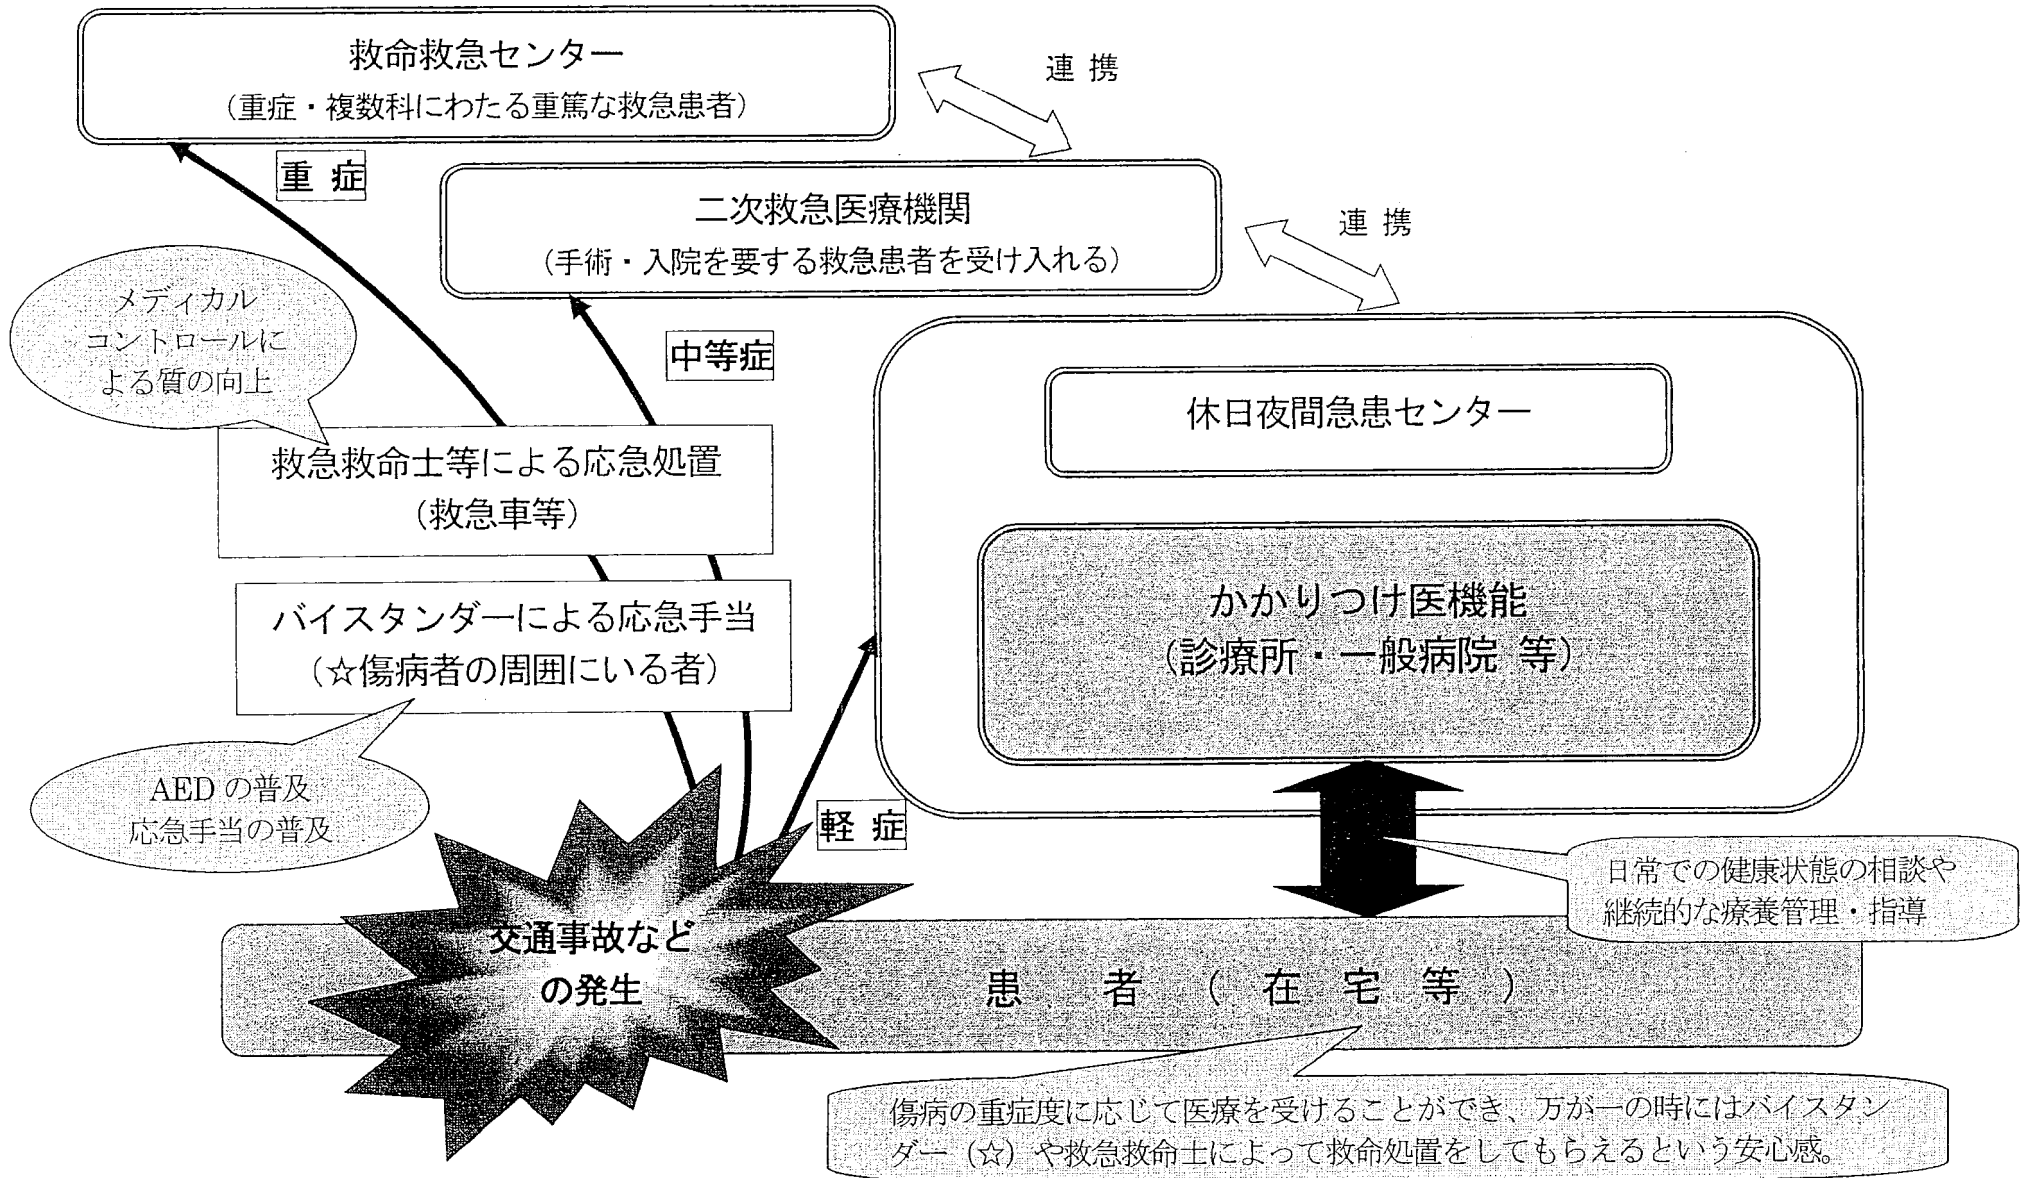 救命救急センター
（重症・複数科にわたる重篤な救急患者）
連 携
重 症
二次救急医療機関
（手術・入院を要する救急患者を受け入れる）
連 携
メディカル
コントロールに
よる質の向上
中等症
休日夜間急患センター
救急救命士等による応急処置
（救急車等）
かかりつけ医機能
（診療所・一般病院 等）
バイスタンダーによる応急手当
（☆傷病者の周囲にいる者）
AED の普及
応急手当の普及
軽 症
日常での健康状態の相談や
継続的な療養管理・指導
交通事故など
の発生
患 者 （ 在 宅 等 ）
傷病の重症度に応じて医療を受けることができ、万が一の時にはバイスタン
ダー（☆）や救急救命士によって救命処置をしてもらえるという安心感。